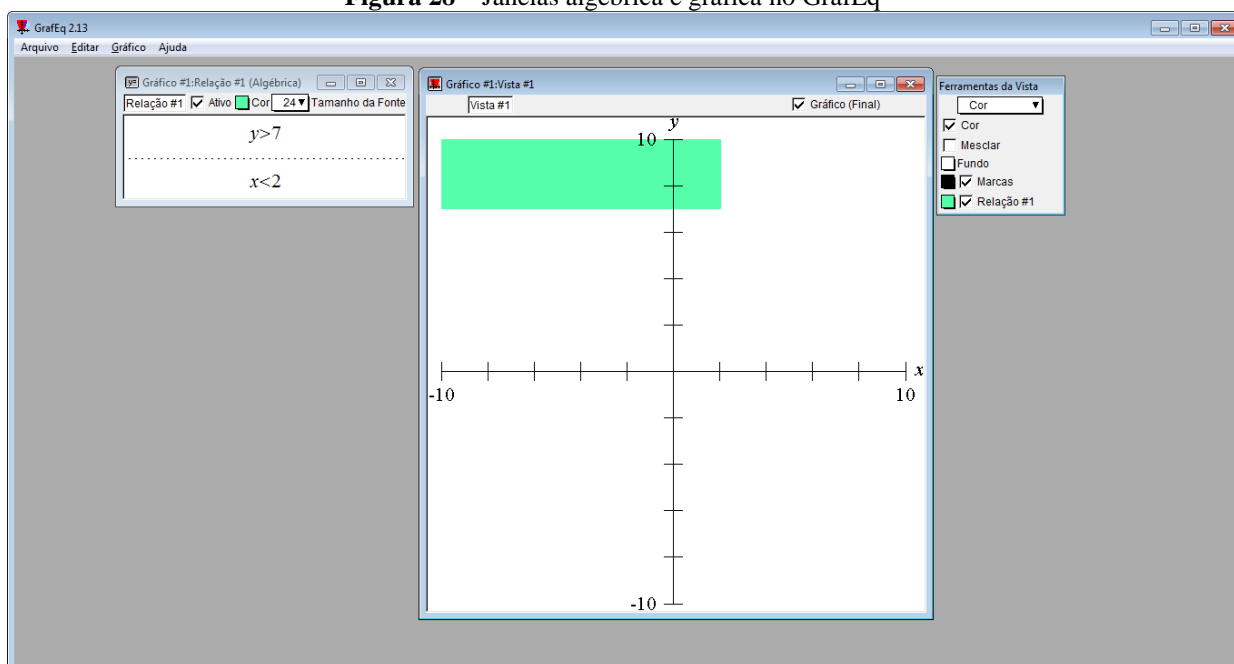 Figura 28 – Janelas algébrica e gráfica no GrafEq
GrafEq 2.13
Arquivo Editar Gráfico Ajuda
Gráfico #1:Relação #1 (Algébrica)
Relação #1 Ativo Cor 24 Tamanho da Fonte
y>7
x<2
Gráfico #1:Vista #1
Vista #1 Gráfico (Final)
y
10
x
-10
10
-10
Ferramentas da Vista
Cor
Cor
Mesclar
Fundo
Marcas
Relação #1